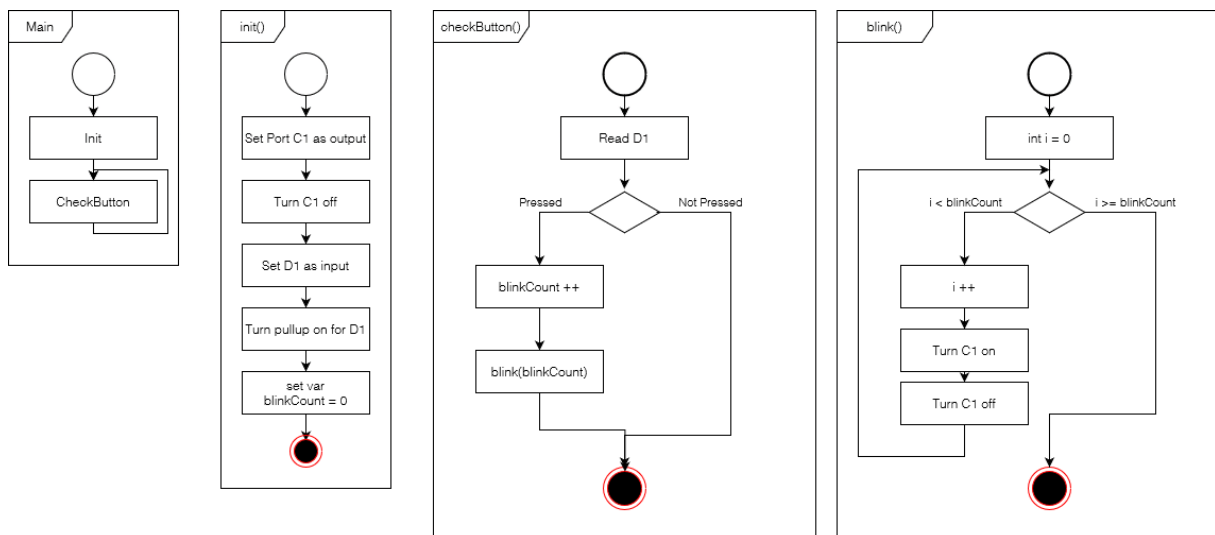 Main
Init
CheckButton
init()
Set Port C1 as output
Turn C1 off
Set D1 as input
Turn pullup on for D1
set var
blinkCount = 0
checkButton()
Read D1
Pressed
Not Pressed
blinkCount ++
blink(blinkCount)
blink()
int i = 0
i < blinkCount
i >= blinkCount
i ++
Turn C1 on
Turn C1 off